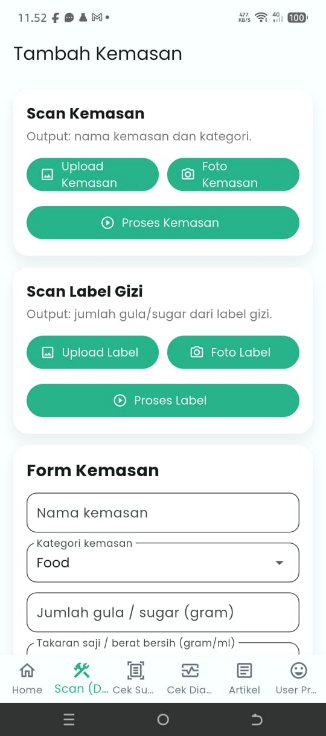 11.52
477
KB/S
4G
100
Tambah Kemasan
Scan Kemasan
Output: nama kemasan dan kategori.
Upload
Kemasan
Foto
Kemasan
Proses Kemasan
Scan Label Gizi
Output: jumlah gula/sugar dari label gizi.
Upload Label
Foto Label
Proses Label
Form Kemasan
Nama kemasan
Kategori kemasan
Food
Jumlah gula / sugar (gram)
Takaran saji / berat bersih (gram/ml)
Home
Scan (D...
Cek Su...
Cek Dia...
Artikel
User Pr...